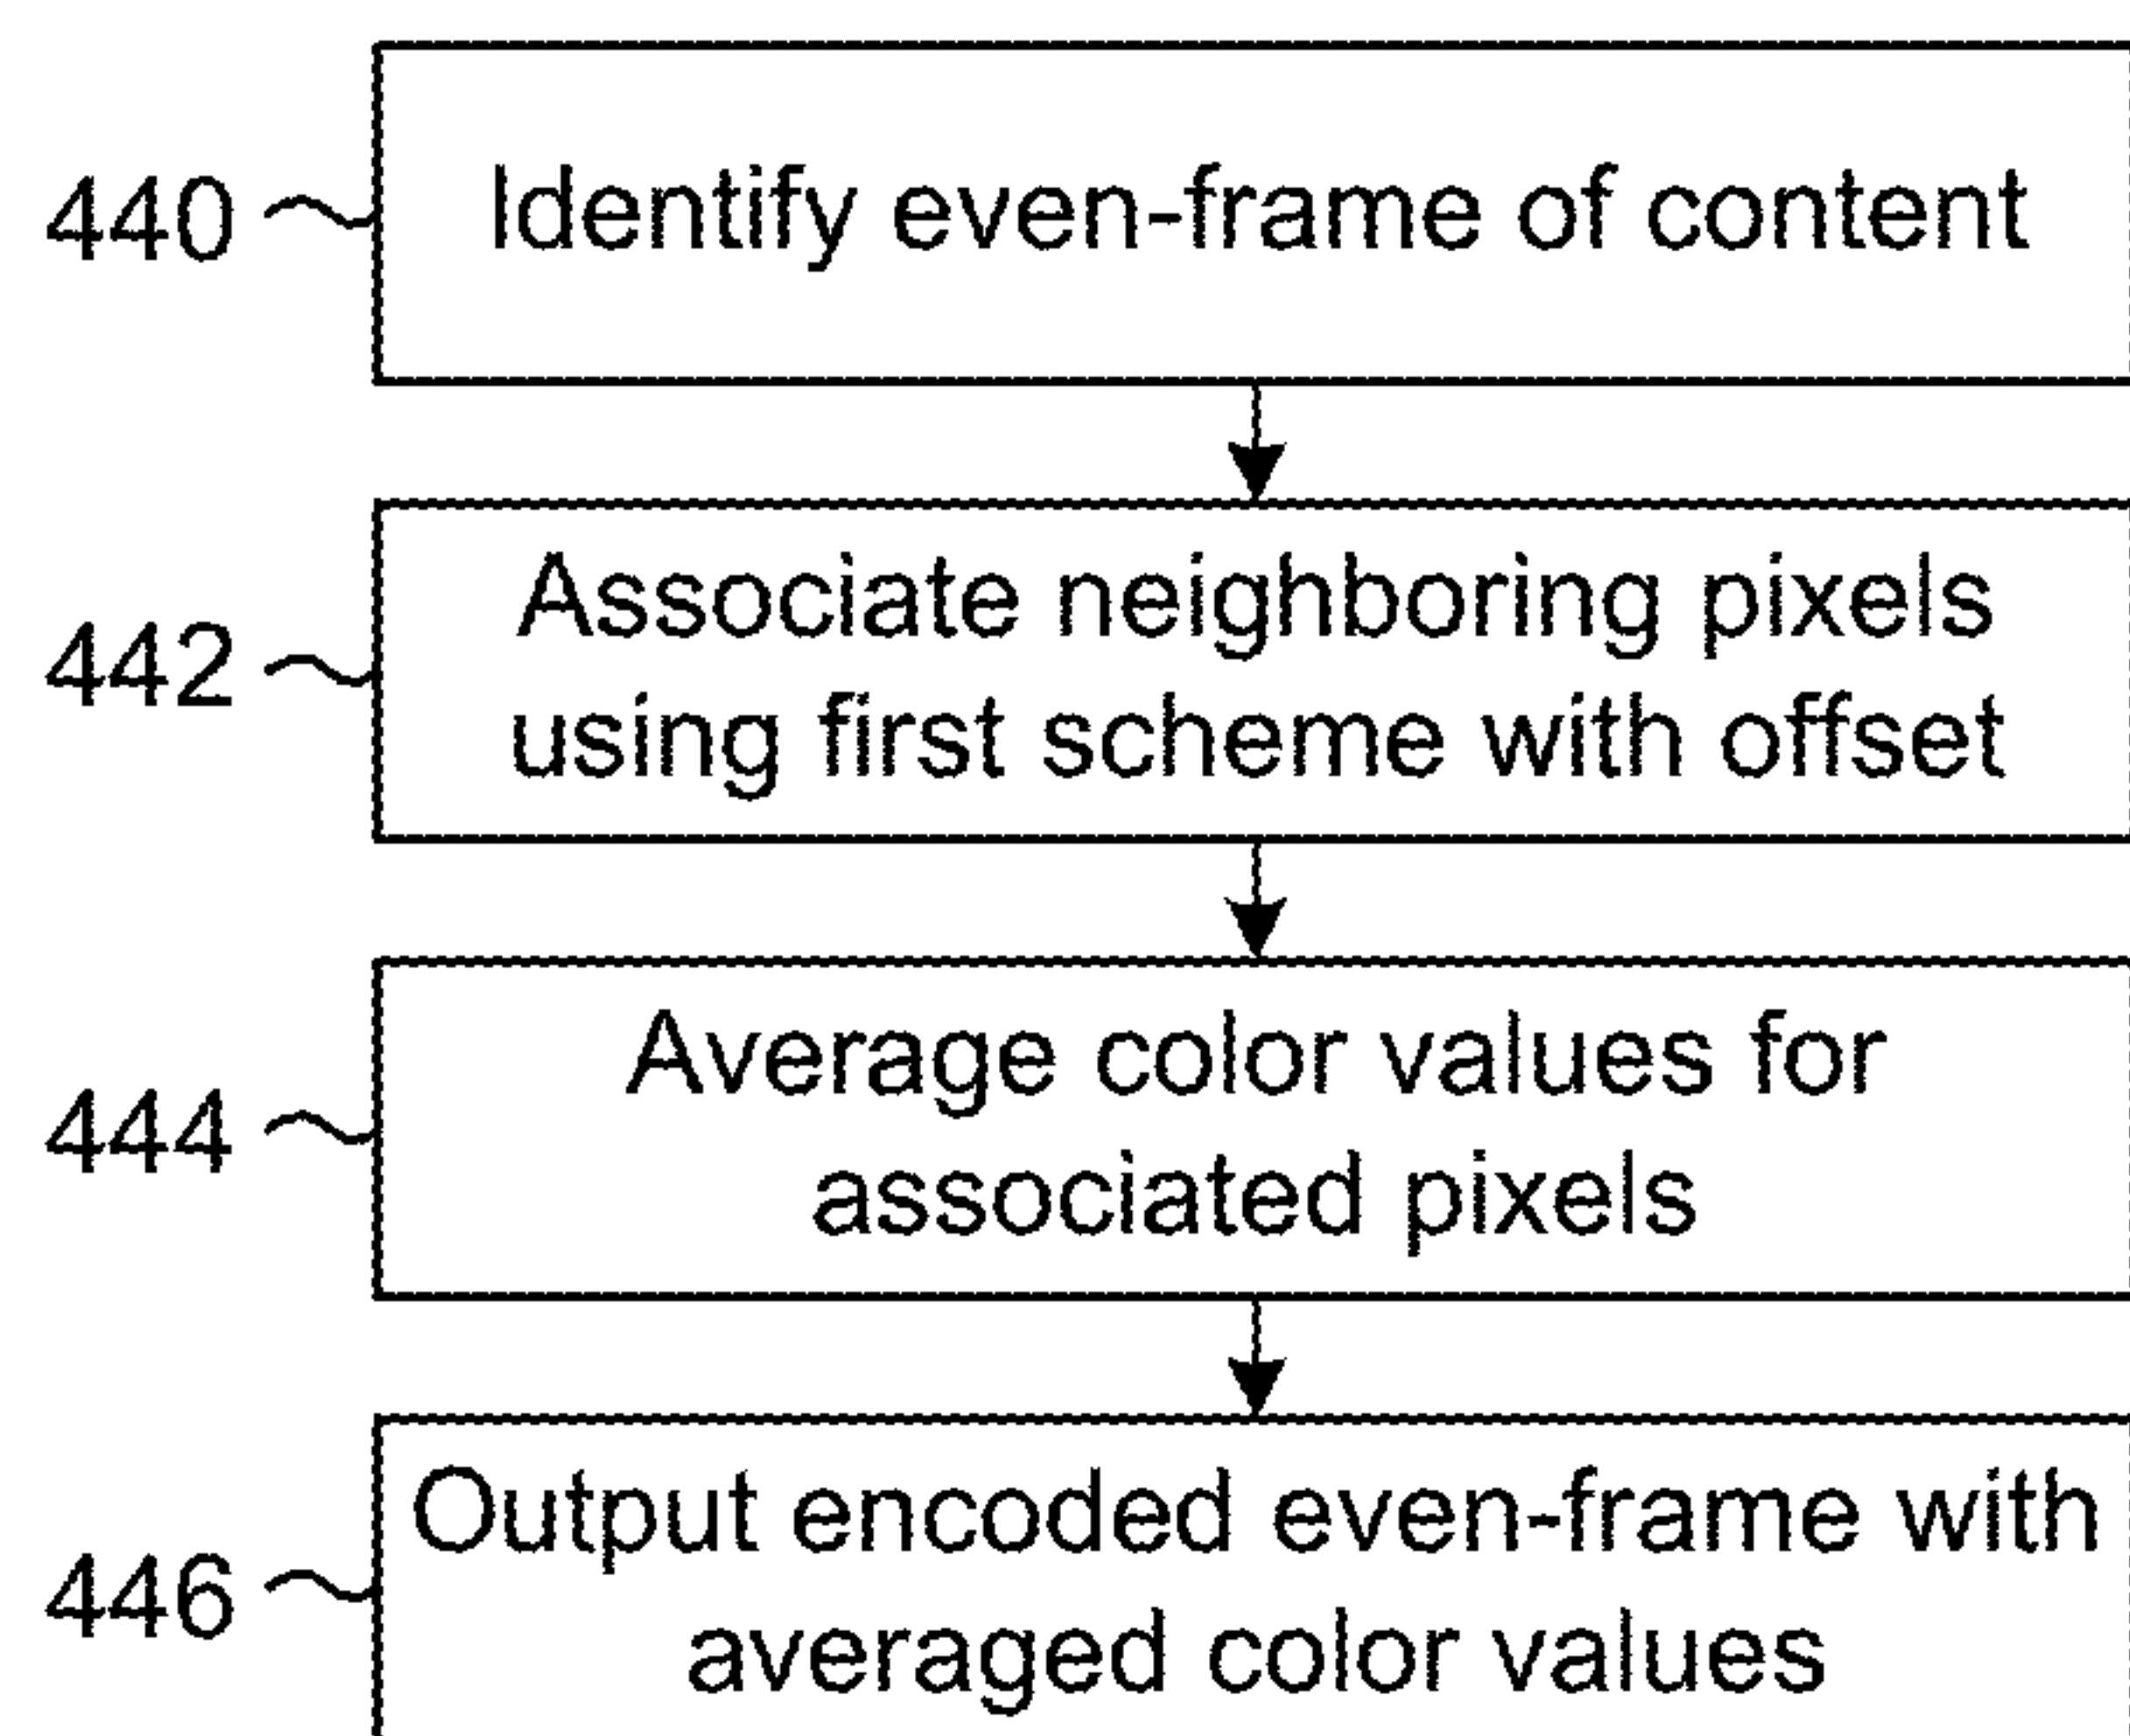 440
Identify even-frame of content
442
Associate neighboring pixels
using first scheme with offset
444
Average color values for
associated pixels
446
Output encoded even-frame with
averaged color values